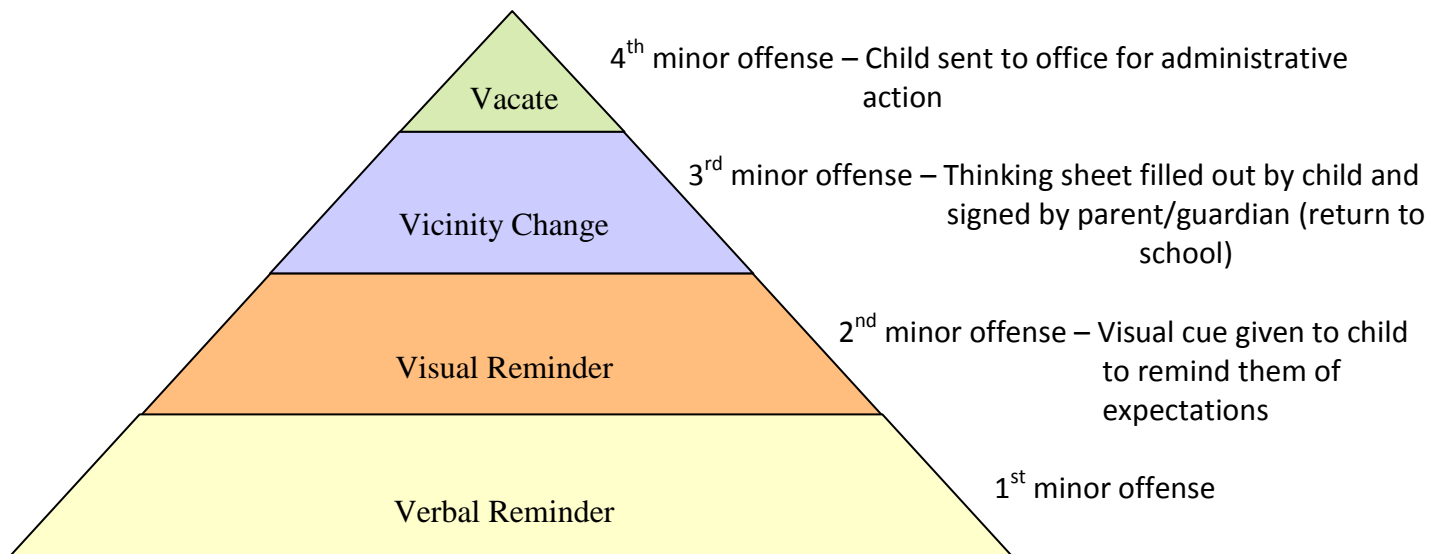 4th minor offense – Child sent to office for administrative
action
Vacate
3rd minor offense – Thinking sheet filled out by child and
signed by parent/guardian (return to
school)
Vicinity Change
2nd minor offense – Visual cue given to child
to remind them of
expectations
Visual Reminder
1st minor offense
Verbal Reminder